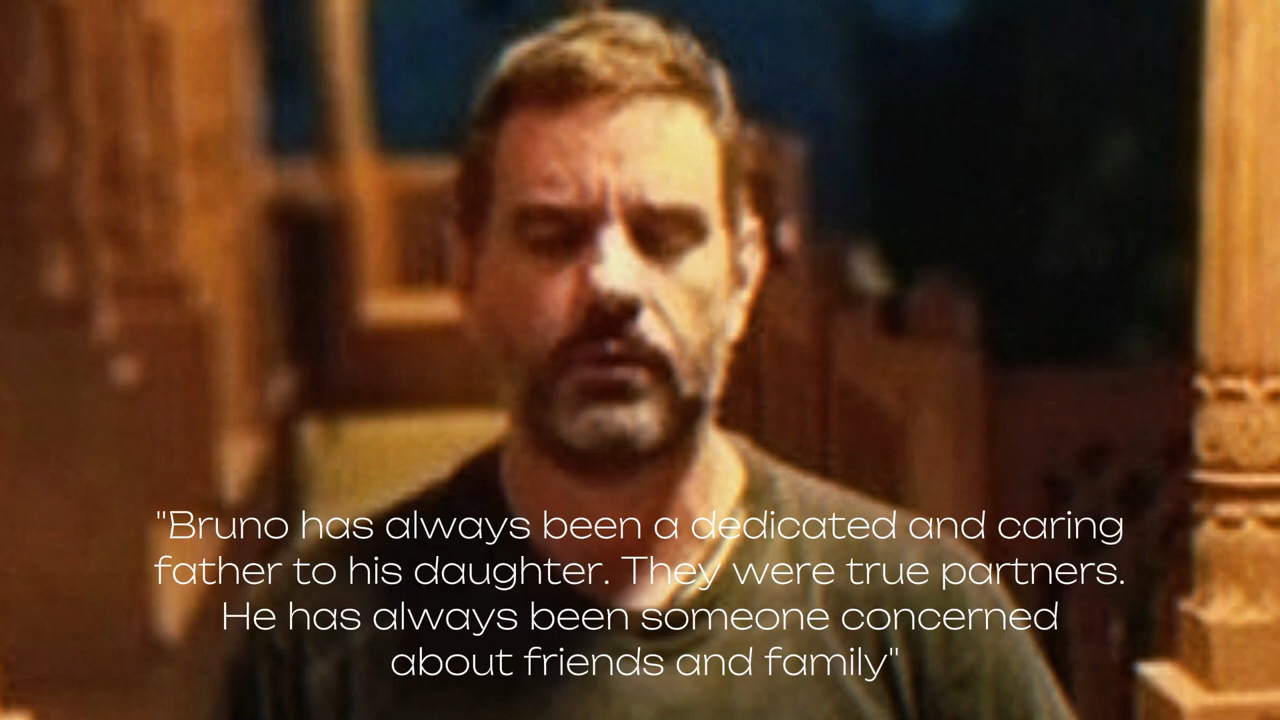 "Bruno has always been a dedicated and caring
father to his daughter. They were true partners.
He has always been someone concerned
about friends and family"